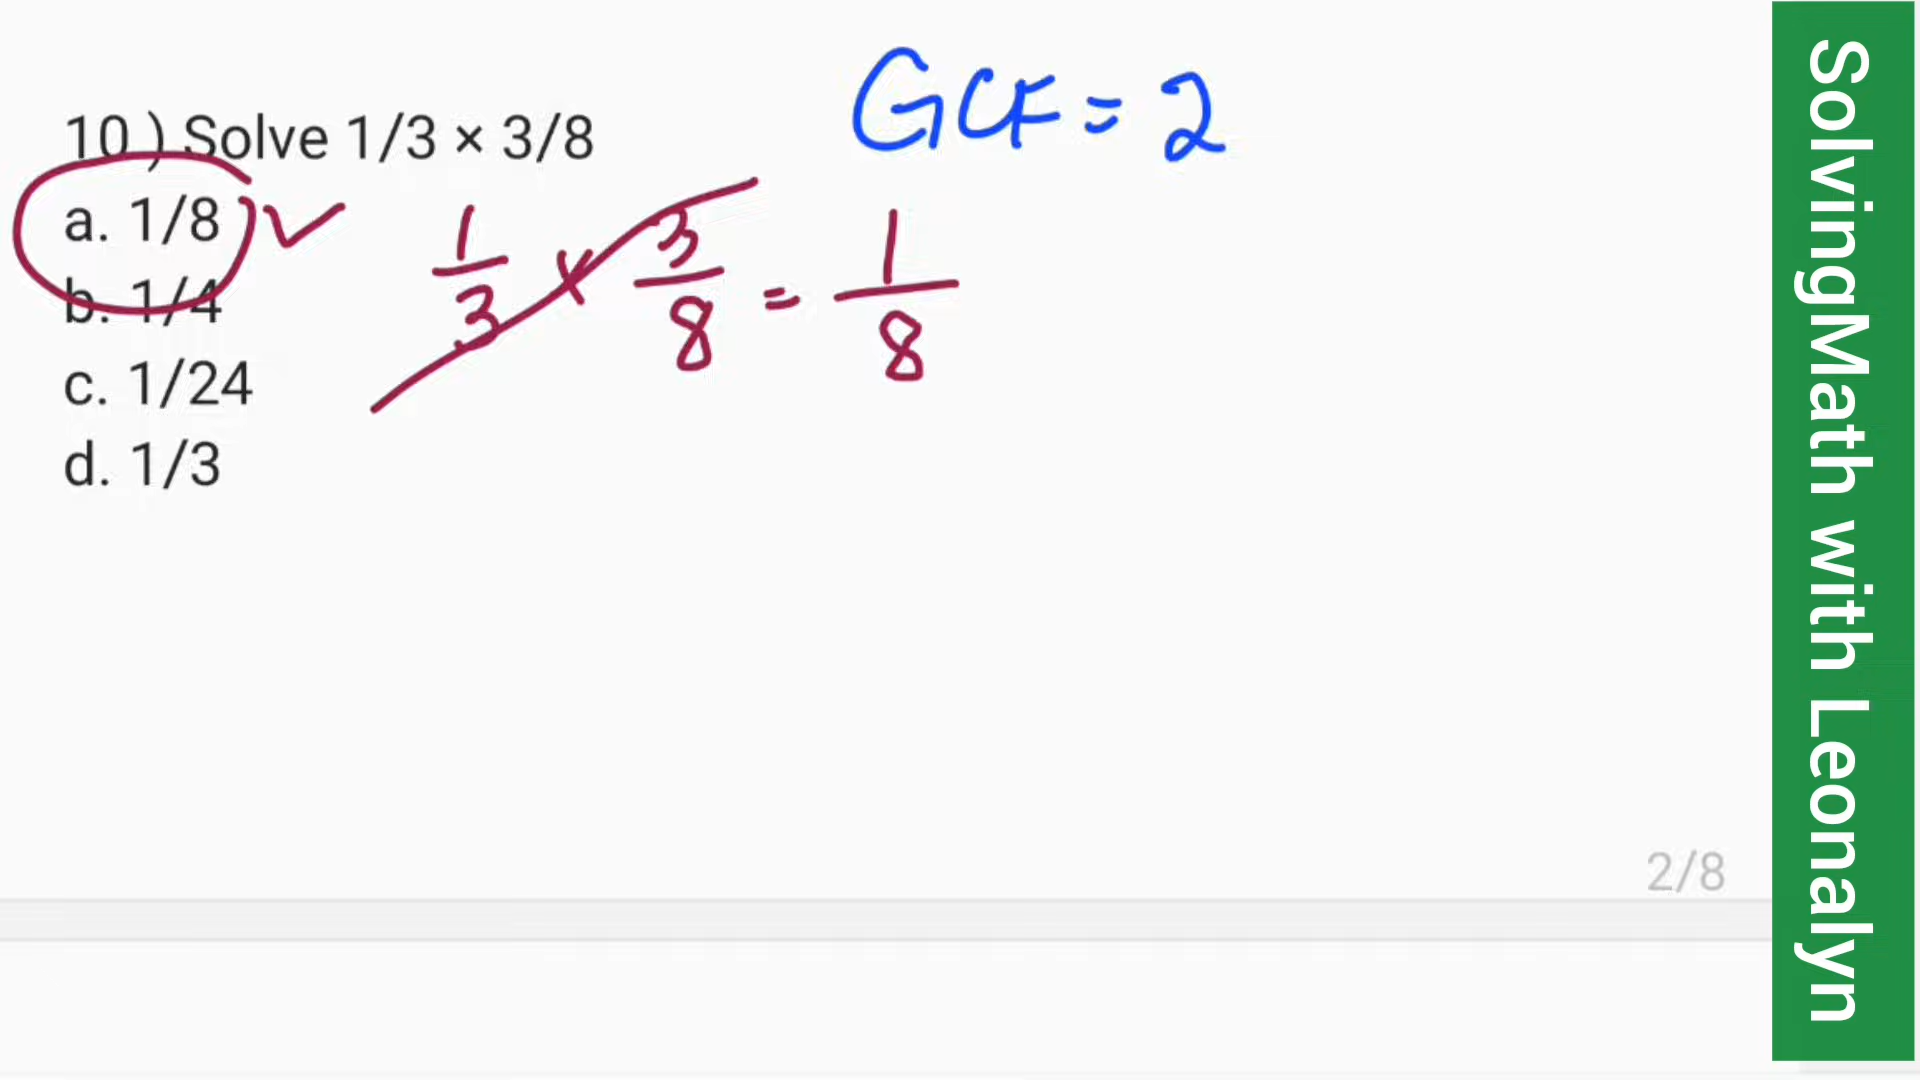 GCF = 2
10 ) Solve 1/3 × 3/8
a. 1/8
b. 1/4
c. 1/24
d. 1/3
1/3 × 3/8 = 1/8
2/8
SolvingMath with Leonalyn